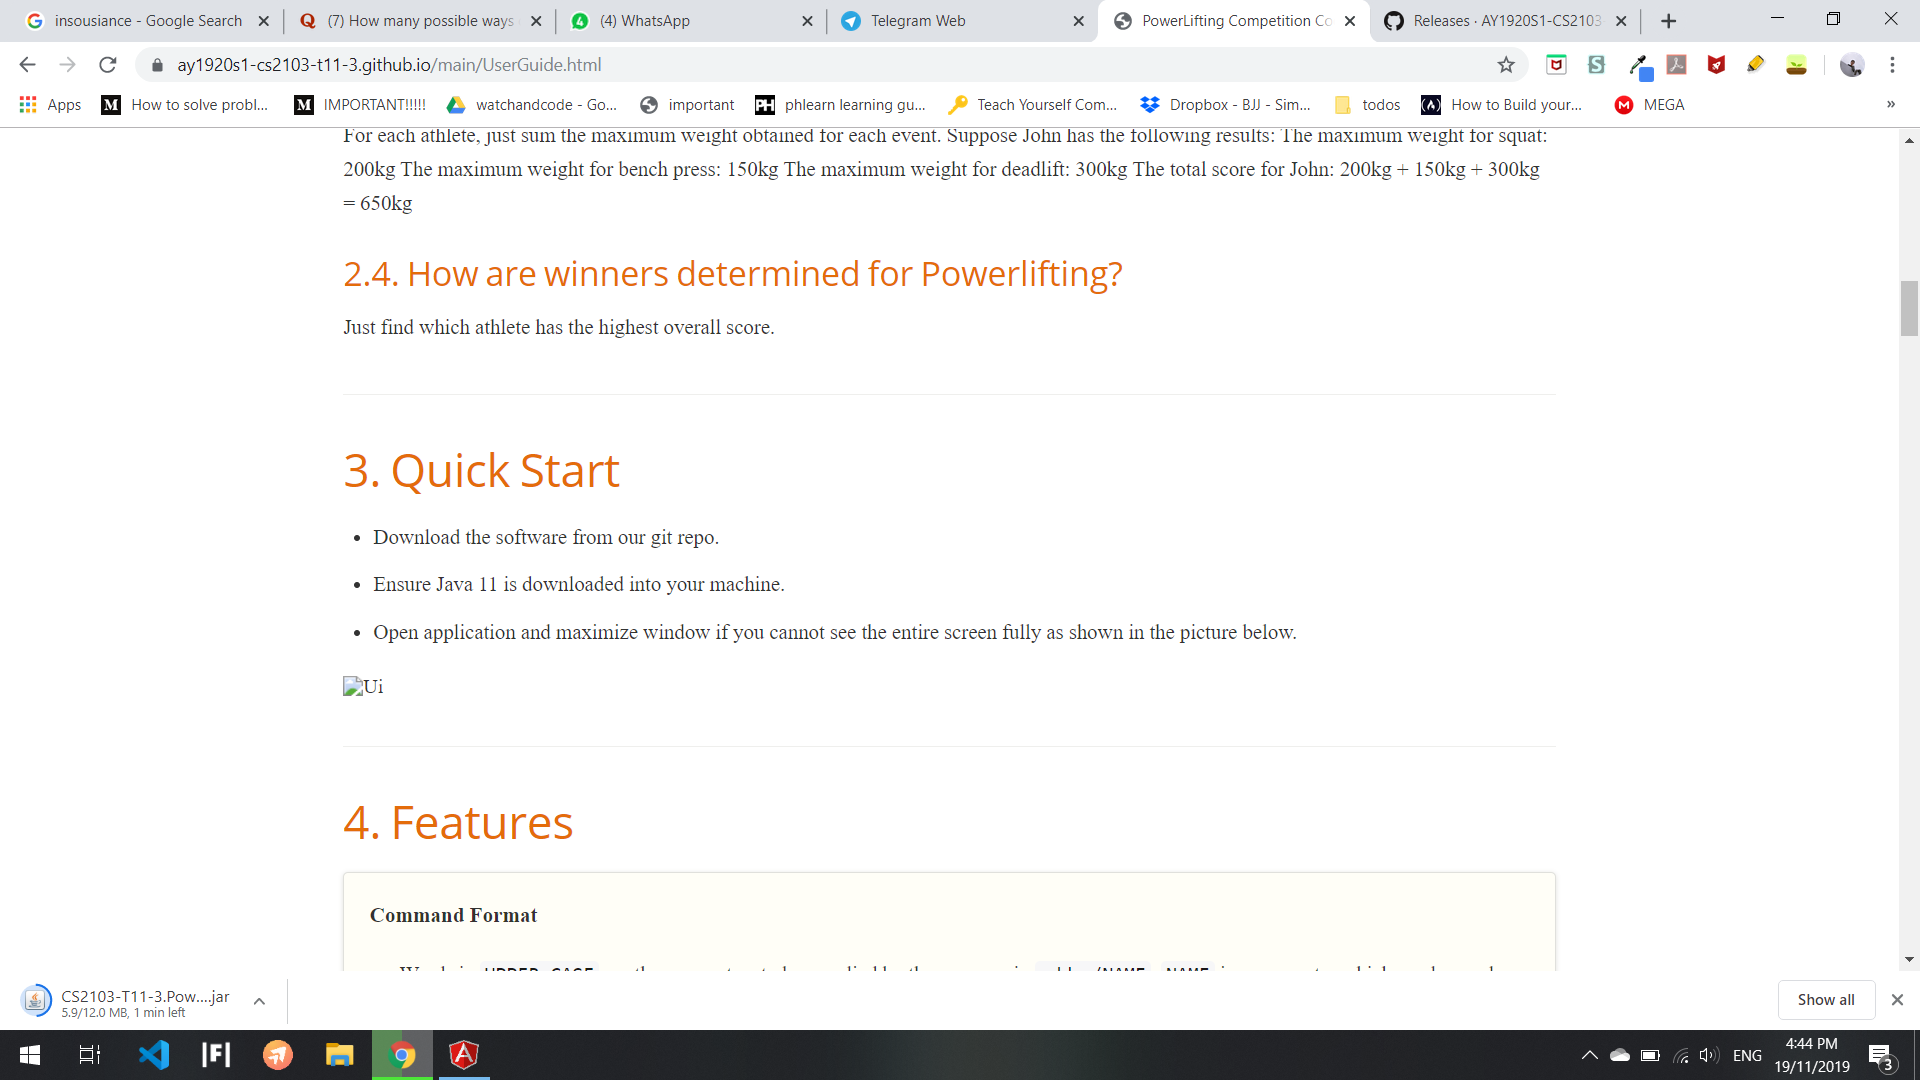 insousiance - Google Search
(7) How many possible ways
(4) WhatsApp
Telegram Web
PowerLifting Competition Co
Releases · AY1920S1-CS2103
ay1920s1-cs2103-t11-3.github.io/main/UserGuide.html
Apps
How to solve probl...
IMPORTANT!!!!!
watchandcode - Go...
important
phlearn learning gu...
Teach Yourself Com...
Dropbox - BJJ - Sim...
todos
How to Build your...
MEGA
»
For each athlete, just sum the maximum weight obtained for each event. Suppose John has the following results: The maximum weight for squat:
200kg The maximum weight for bench press: 150kg The maximum weight for deadlift: 300kg The total score for John: 200kg + 150kg + 300kg
= 650kg
2.4. How are winners determined for Powerlifting?
Just find which athlete has the highest overall score.
3. Quick Start
• Download the software from our git repo.
• Ensure Java 11 is downloaded into your machine.
• Open application and maximize window if you cannot see the entire screen fully as shown in the picture below.
Ui
4. Features
Command Format
CS2103-T11-3.Pow....jar
5.9/12.0 MB, 1 min left
Show all
ENG
4:44 PM
19/11/2019
3